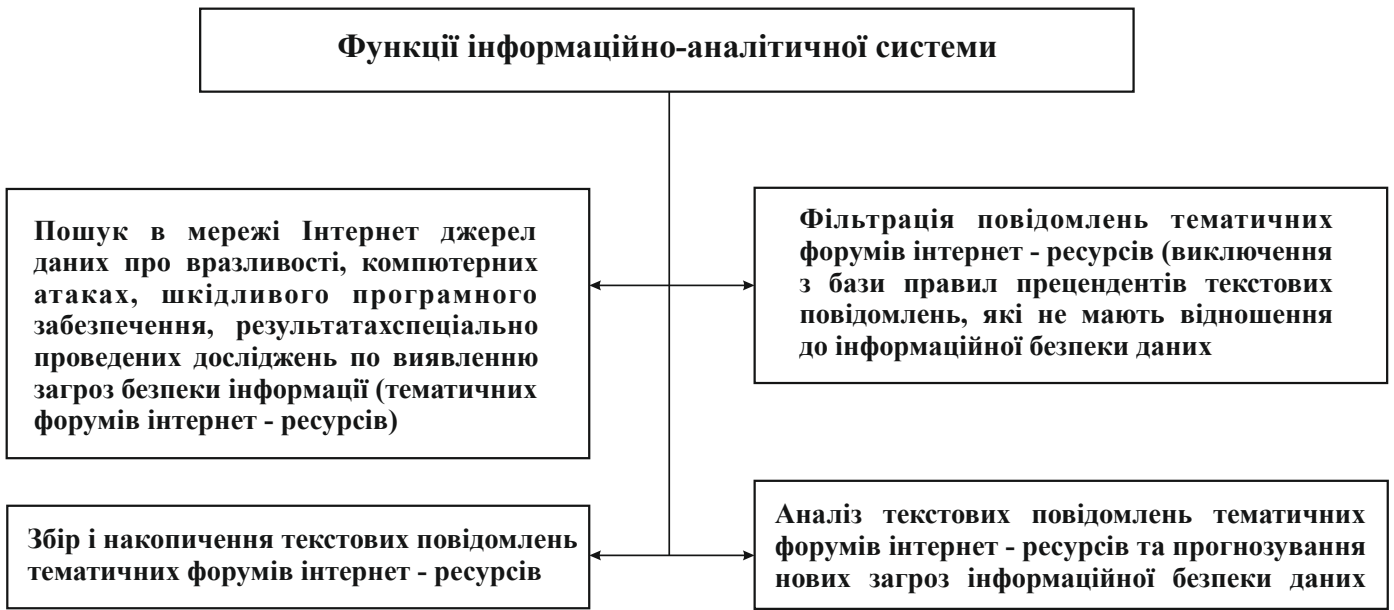 Функції інформаційно-аналітичної системи
Пошук в мережі Інтернет джерел
даних про вразливості, компютерних
атаках, шкідливого програмного
забезпечення, результатахспеціально
проведених досліджень по виявленню
загроз безпеки інформації (тематичних
форумів інтернет - ресурсів)
Фільтрація повідомлень тематичних
форумів інтернет - ресурсів (виключення
з бази правил прецендентів текстових
повідомлень, які не мають відношення
до інформаційної безпеки даних
Збір і накопичення текстових повідомлень
тематичних форумів інтернет - ресурсів
Аналіз текстових повідомлень тематичних
форумів інтернет - ресурсів та прогнозування
нових загроз інформаційної безпеки даних